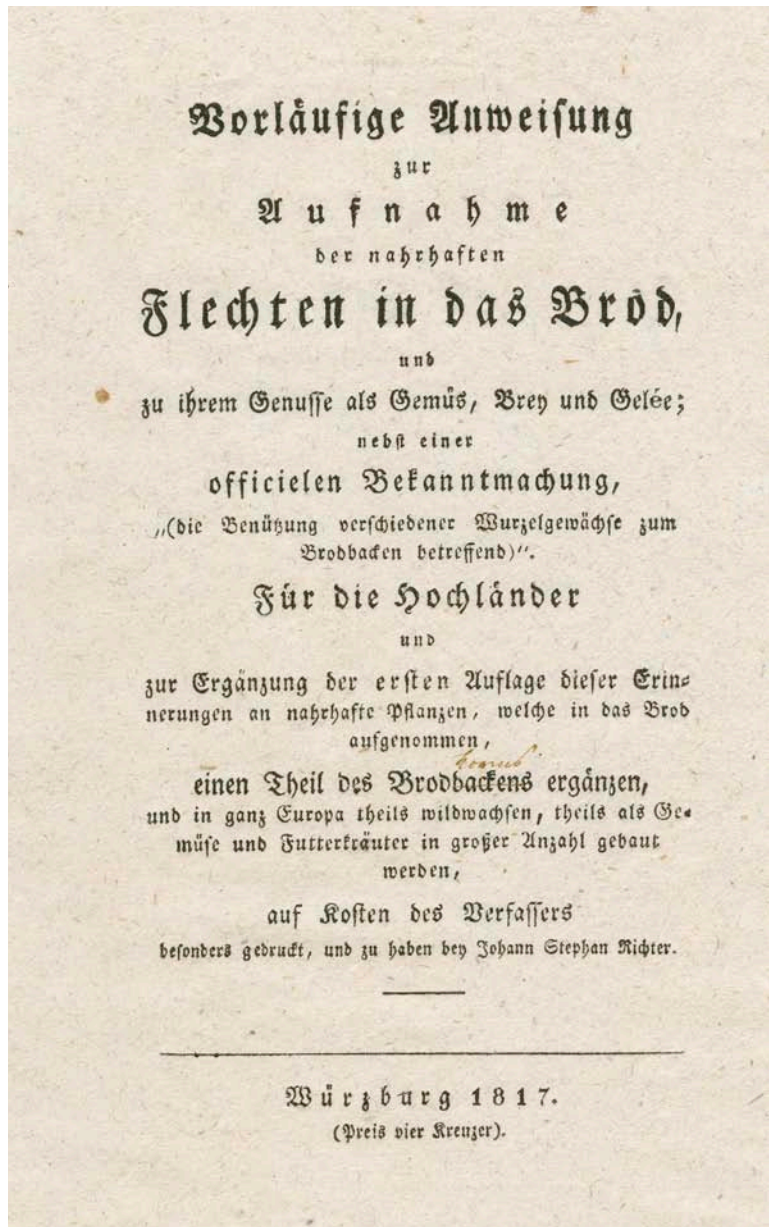 Vorläufige Anweisung
zur
Aufnahme
der nahrhaften
Flechten in das Brod,
und
zu ihrem Genusse als Gemüs, Brey und Gelée;
nebst einer
officielen Bekanntmachung,
„(die Benützung verschiedener Wurzelgewächse zum
Brodbacken betreffend)“.
Für die Hochländer
und
zur Ergänzung der ersten Auflage dieser Erin-
nerungen an nahrhafte Pflanzen, welche in das Brod
aufgenommen,
einen Theil des Brodbackens ergänzen,
und in ganz Europa theils wildwachsen, theils als Ge-
müse und Futterkräuter in großer Anzahl gebaut
werden,
auf Kosten des Verfassers
besonders gedruckt, und zu haben bey Johann Stephan Richter.
Würzburg 1817.
(Preis vier Kreuzer).